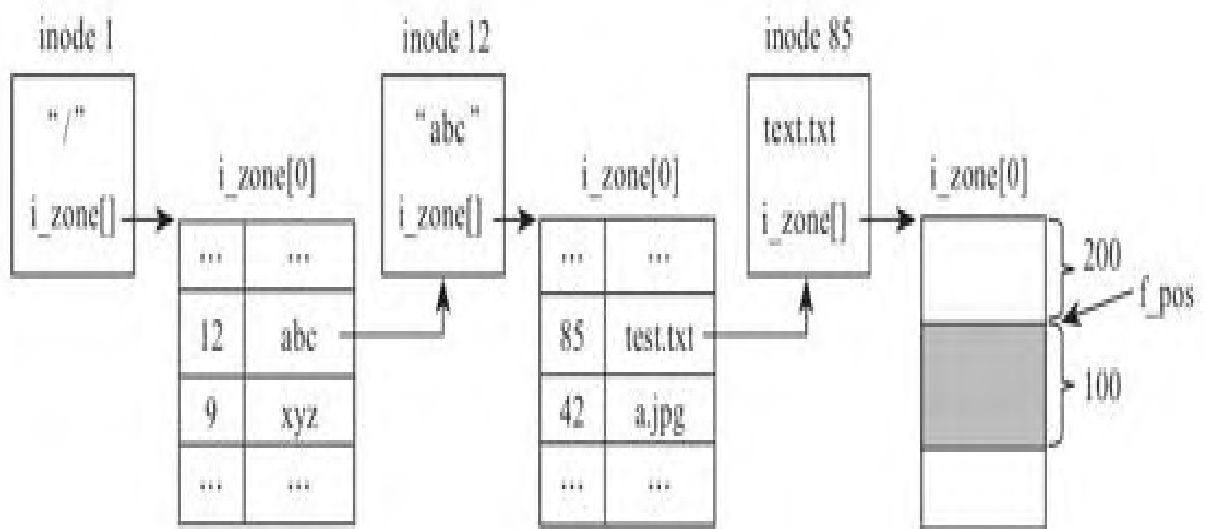 inode 1
"/"
i_zone[]
i_zone[0]
... ...
12 abc
9 xyz
... ...
inode 12
"abc"
i_zone[]
i_zone[0]
... ...
85 test.txt
42 a.jpg
... ...
inode 85
text.txt
i_zone[]
i_zone[0]
200
f_pos
100